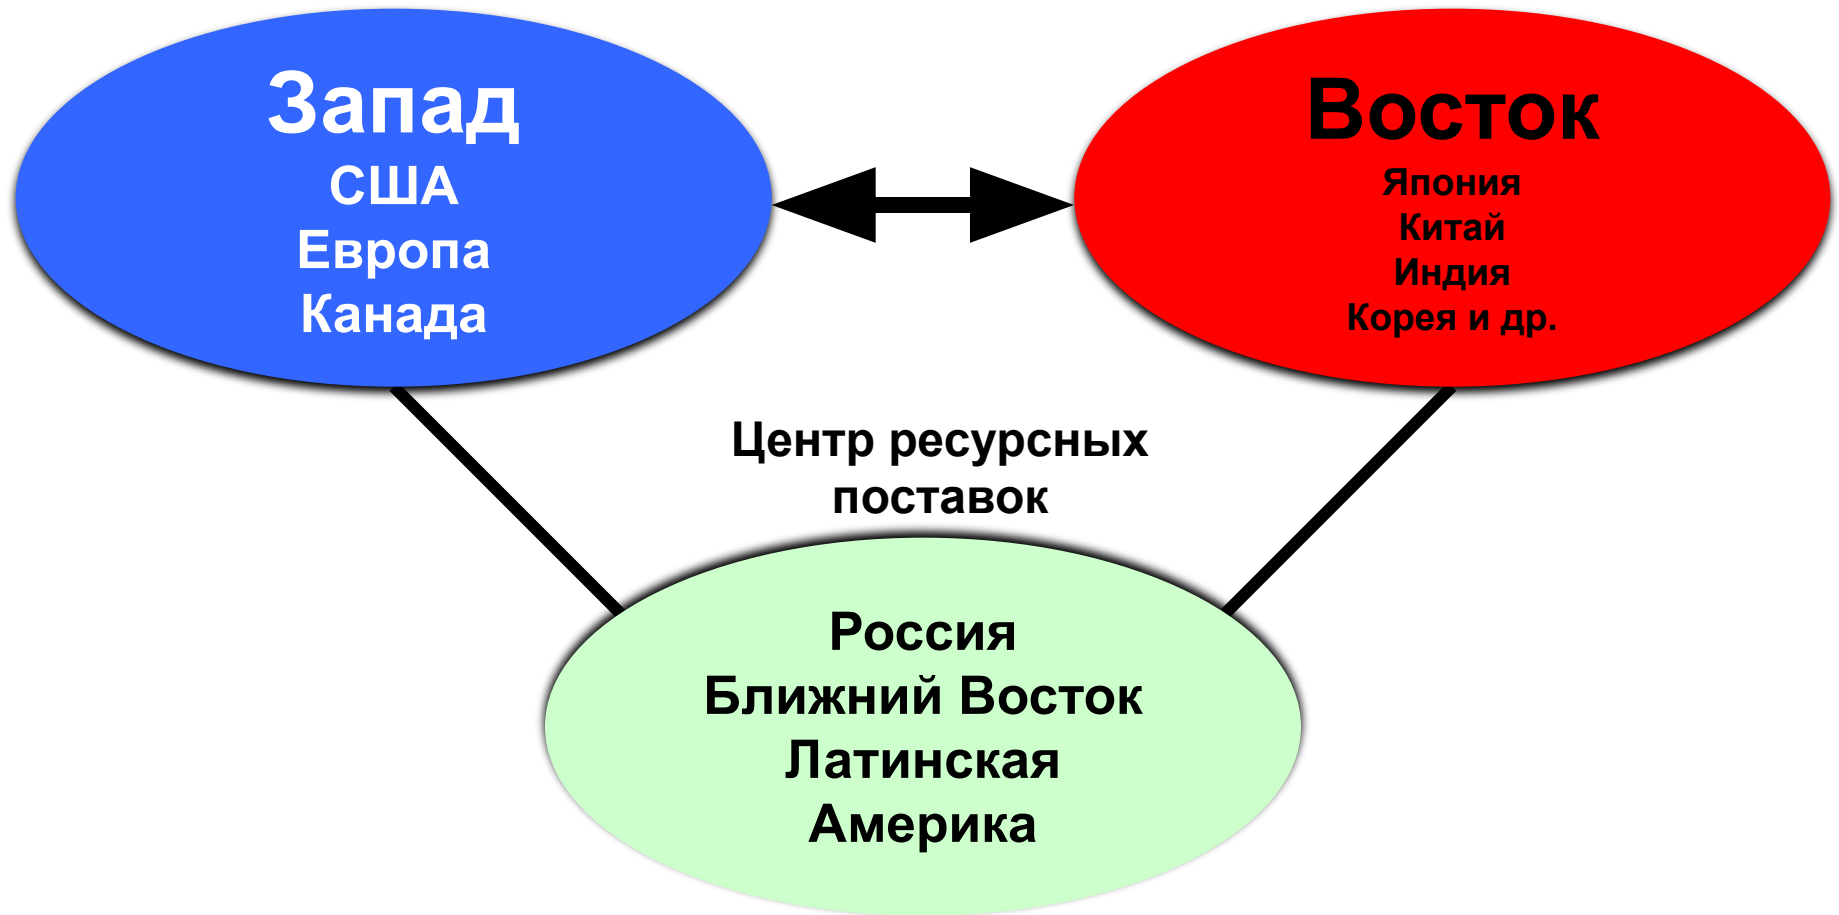 Запад
США
Европа
Канада
Восток
Япония
Китай
Индия
Корея и др.
Центр ресурсных
поставок
Россия
Ближний Восток
Латинская
Америка